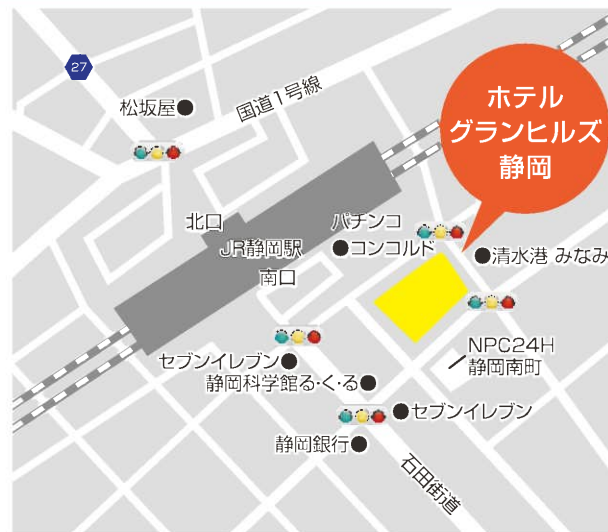 27
松坂屋
国道1号線
ホテル
グランヒルズ
静岡
北口
JR静岡駅
南口
パチンコ
コンコルド
清水港 みなみ
セブンイレブン
静岡科学館る・く・る
NPC24H
静岡南町
セブンイレブン
静岡銀行
石田街道